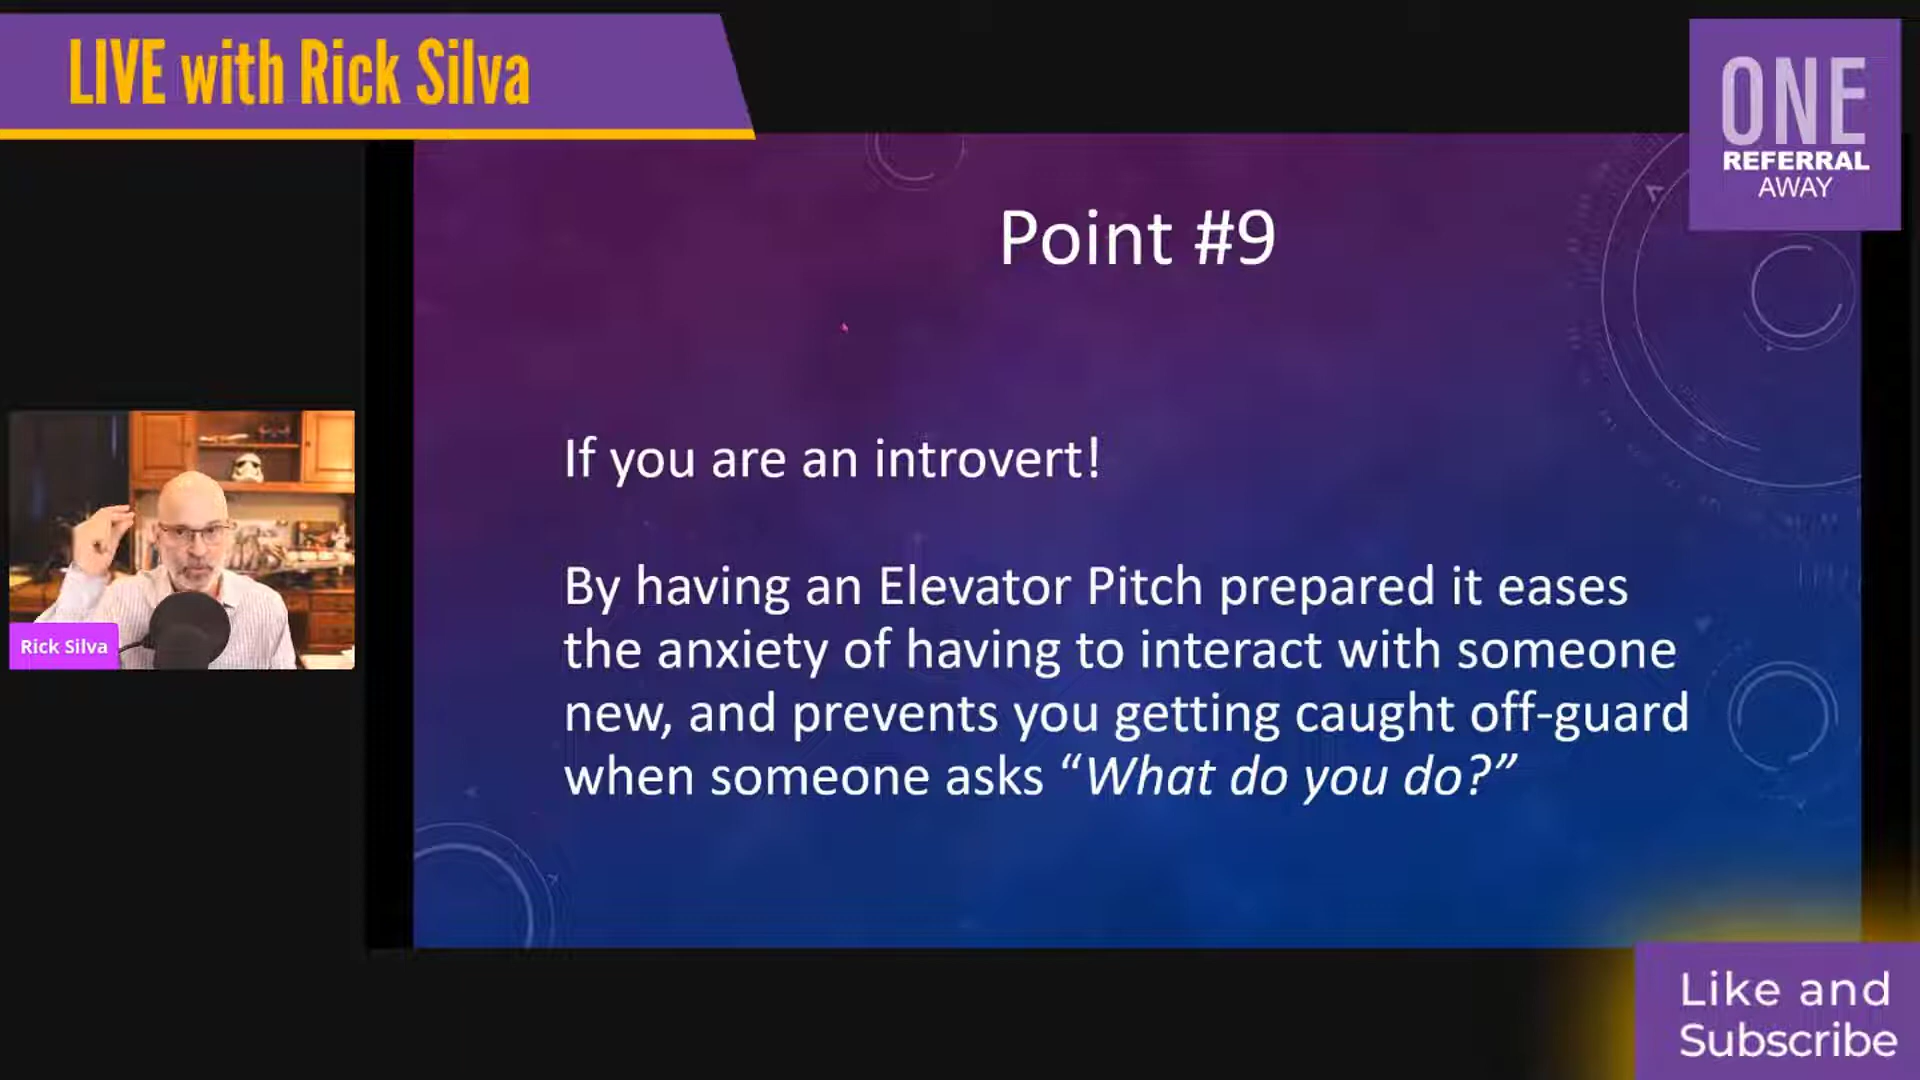 LIVE with Rick Silva
ONE
REFERRAL
AWAY
Point #9
If you are an introvert!
By having an Elevator Pitch prepared it eases
the anxiety of having to interact with someone
new, and prevents you getting caught off-guard
when someone asks “What do you do?”
Rick Silva
Like and
Subscribe